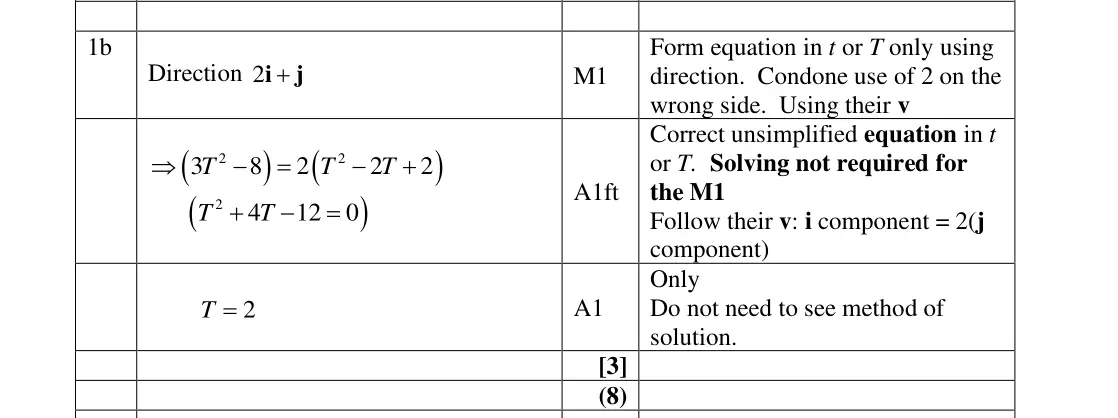 1b
Direction 2i + j
M1
Form equation in t or T only using
direction.  Condone use of 2 on the
wrong side.  Using their v
⇒(3T² − 8) = 2(T² − 2T + 2)
(T² + 4T − 12 = 0)
A1ft
Correct unsimplified equation in t
or T.  Solving not required for
the M1
Follow their v: i component = 2(j
component)
T = 2
A1
Only
Do not need to see method of
solution.
[3]
(8)